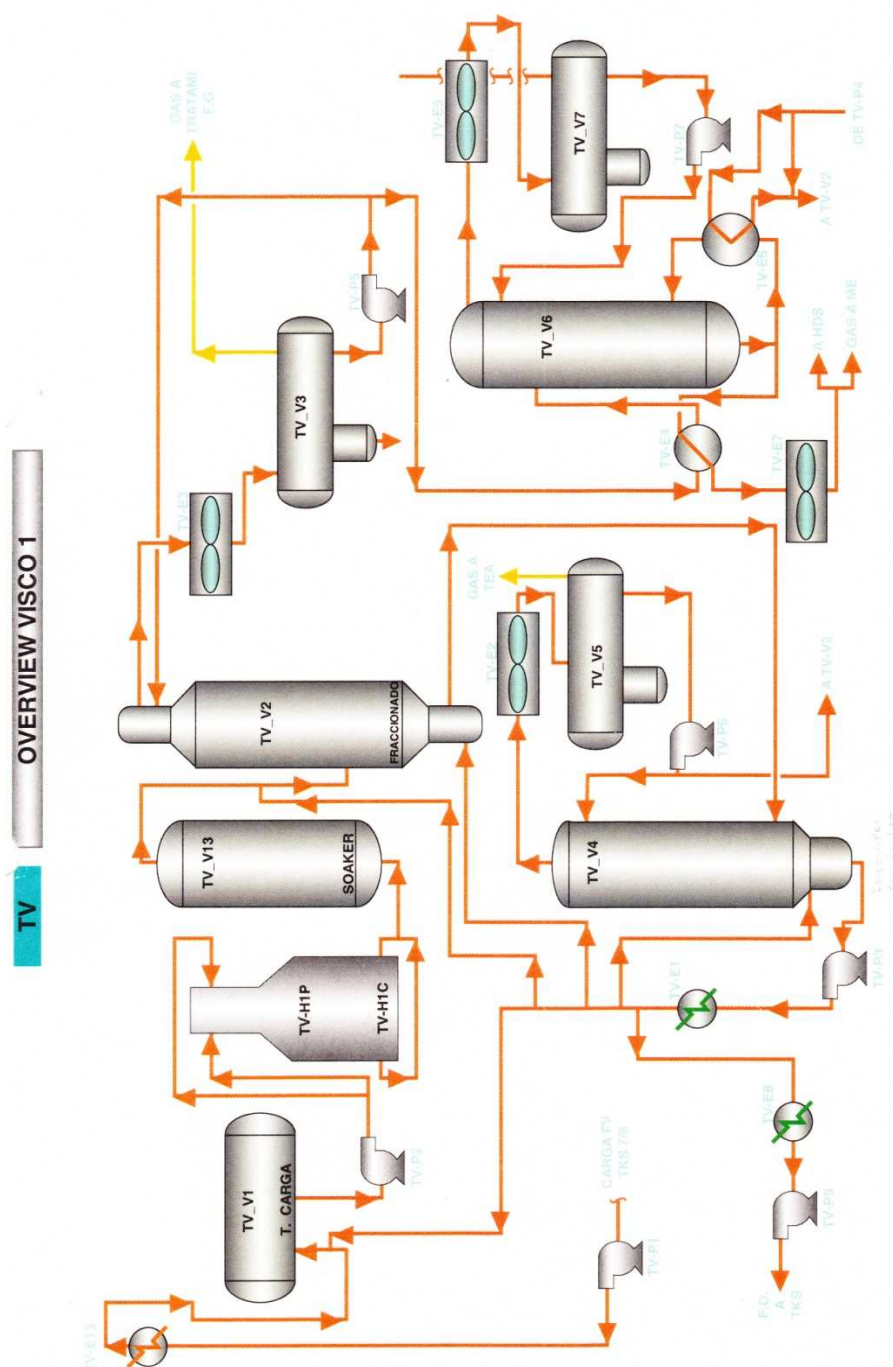 TV
OVERVIEW VISCO 1
TV-E13
TV_V1
T. CARGA
TV-P2
TV-H1P
TV-H1C
TV_V13
SOAKER
TV_V2
FRACCIONADO
TV-E3
TV_V3
TV-P5
GAS A
TRATAMI
F.G.
CARGA TV
TKS 7/8
TV-P1
F.O.
A
TKS
TV-P9
TV-E8
TV-E1
TV-P3
TV_V4
TV-E2
GAS A
TEA
TV_V5
TV-P6
A TV-V2
TV-E4
TV-E7
A HDS
GAS A ME
TV_V6
TV-E6
A TV-V2
DE TV-P4
TV-P7
TV_V7